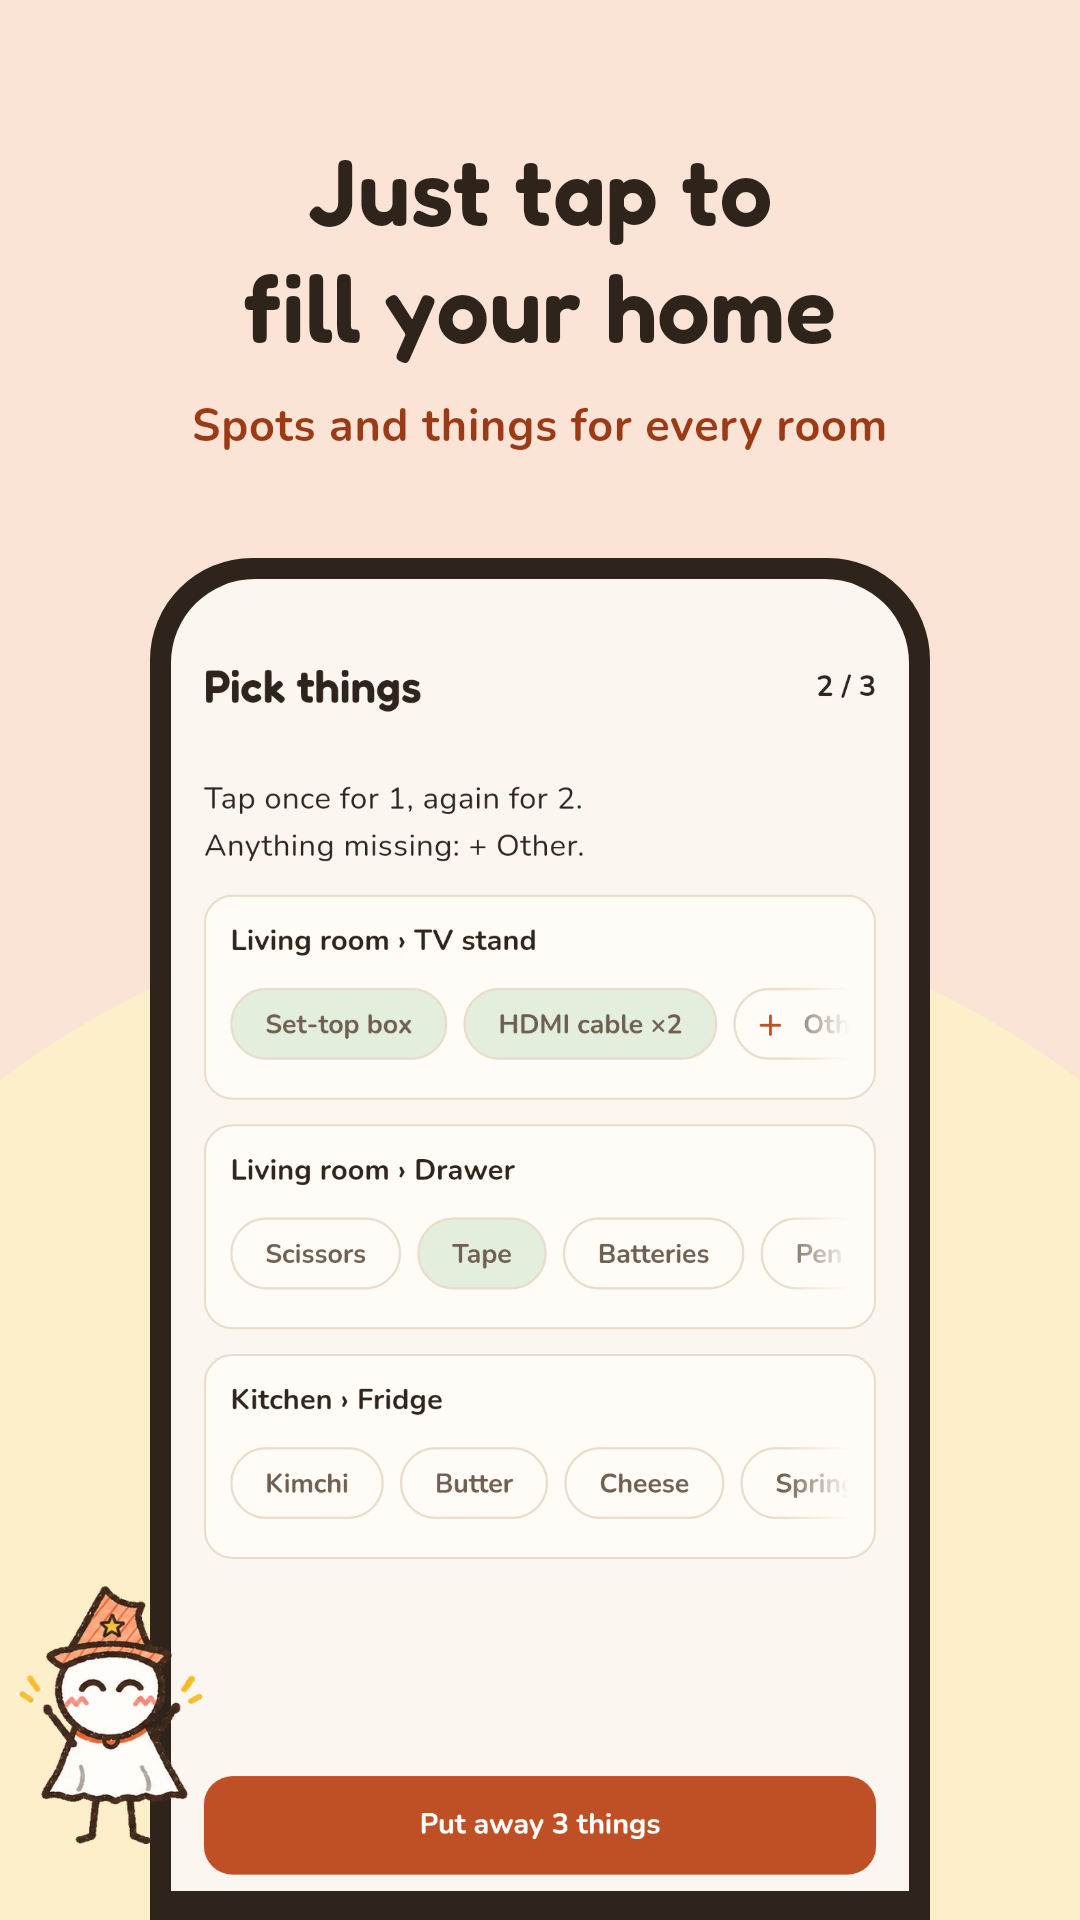 Just tap to
fill your home
Spots and things for every room
Pick things
2 / 3
Tap once for 1, again for 2.
Anything missing: + Other.
Living room › TV stand
Set-top box
HDMI cable ×2
+ Oth
Living room › Drawer
Scissors
Tape
Batteries
Pen
Kitchen › Fridge
Kimchi
Butter
Cheese
Spring
Put away 3 things